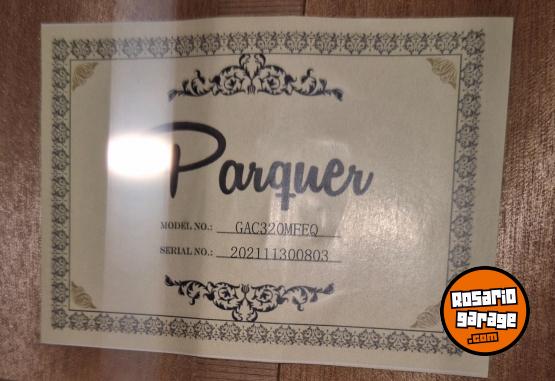 Parquer
MODEL NO.: GAC320MFEQ
SERIAL NO.: 202111300803
ROSARIO
garage
.com